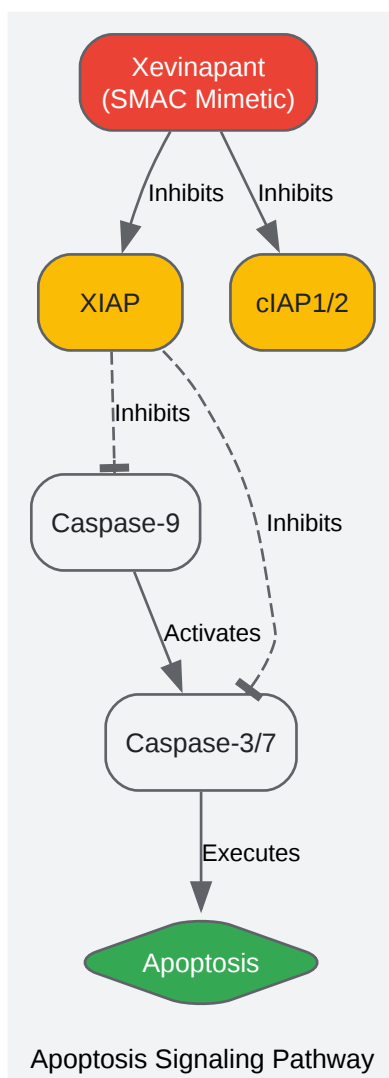 Xevinapant
(SMAC Mimetic)
Inhibits
Inhibits
XIAP
cIAP1/2
Inhibits
Caspase-9
Inhibits
Activates
Caspase-3/7
Executes
Apoptosis
Apoptosis Signaling Pathway